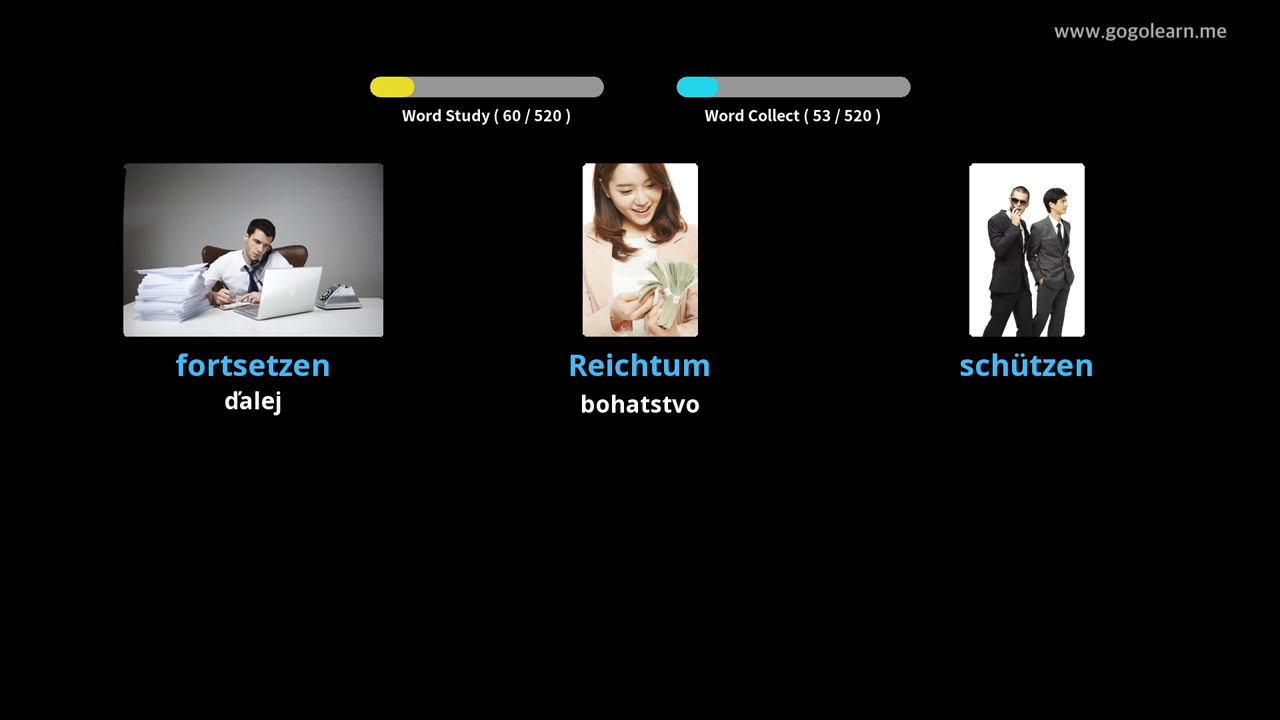 www.gogolearn.me
Word Study ( 60 / 520 )
Word Collect ( 53 / 520 )
fortsetzen
ďalej
Reichtum
bohatstvo
schützen